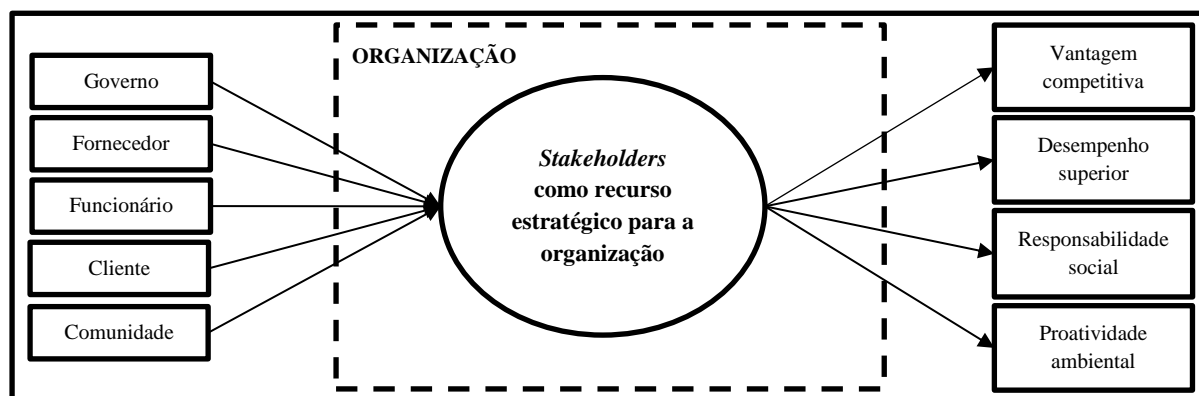 Governo
Fornecedor
Funcionário
Cliente
Comunidade
ORGANIZAÇÃO
Stakeholders
como recurso
estratégico para a
organização
Vantagem
competitiva
Desempenho
superior
Responsabilidade
social
Proatividade
ambiental